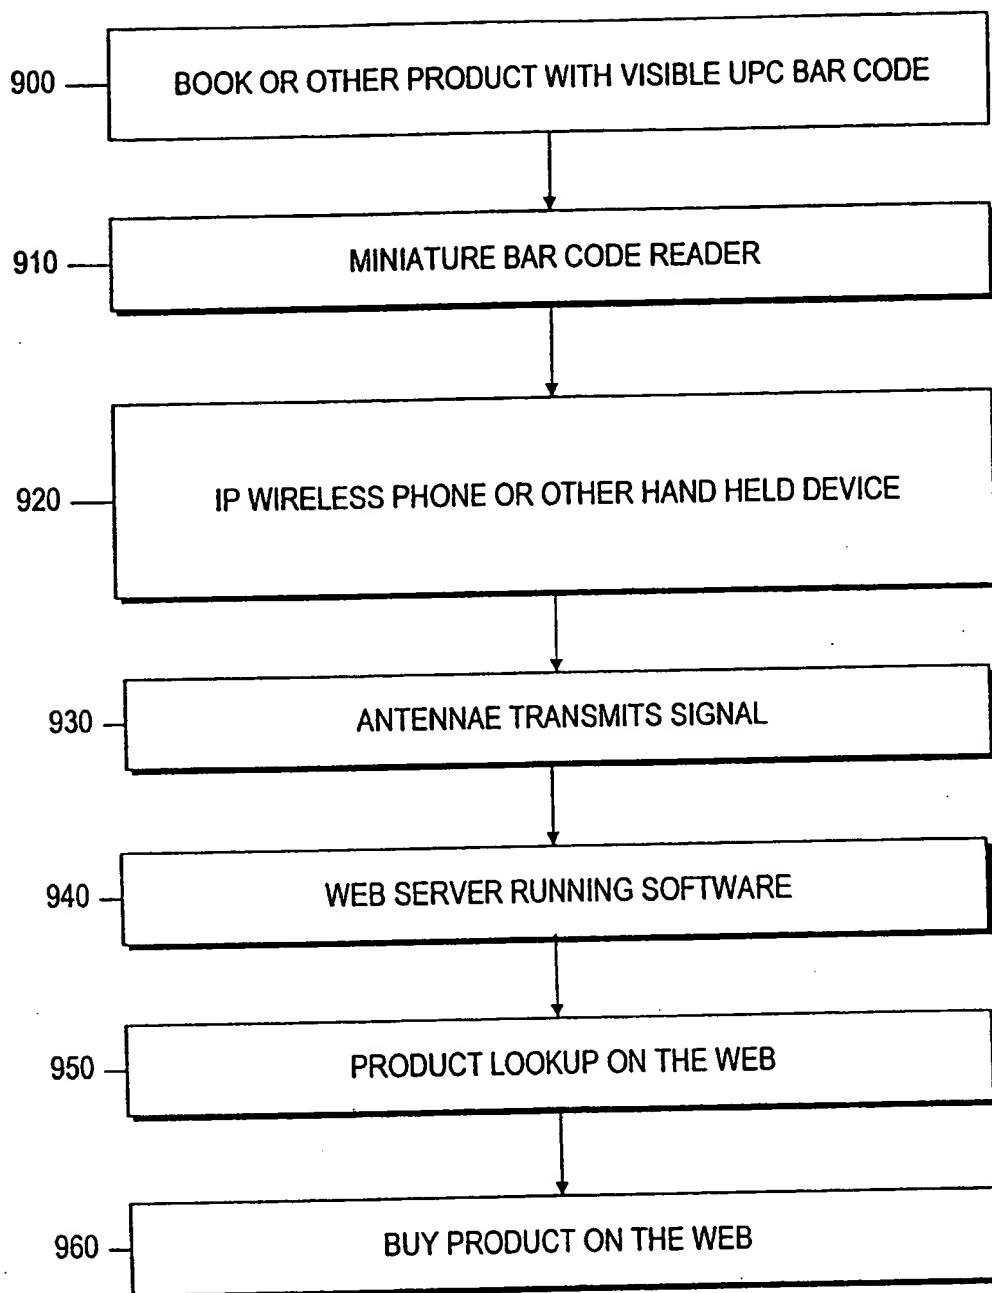 900 BOOK OR OTHER PRODUCT WITH VISIBLE UPC BAR CODE
910 MINIATURE BAR CODE READER
920 IP WIRELESS PHONE OR OTHER HAND HELD DEVICE
930 ANTENNAE TRANSMITS SIGNAL
940 WEB SERVER RUNNING SOFTWARE
950 PRODUCT LOOKUP ON THE WEB
960 BUY PRODUCT ON THE WEB